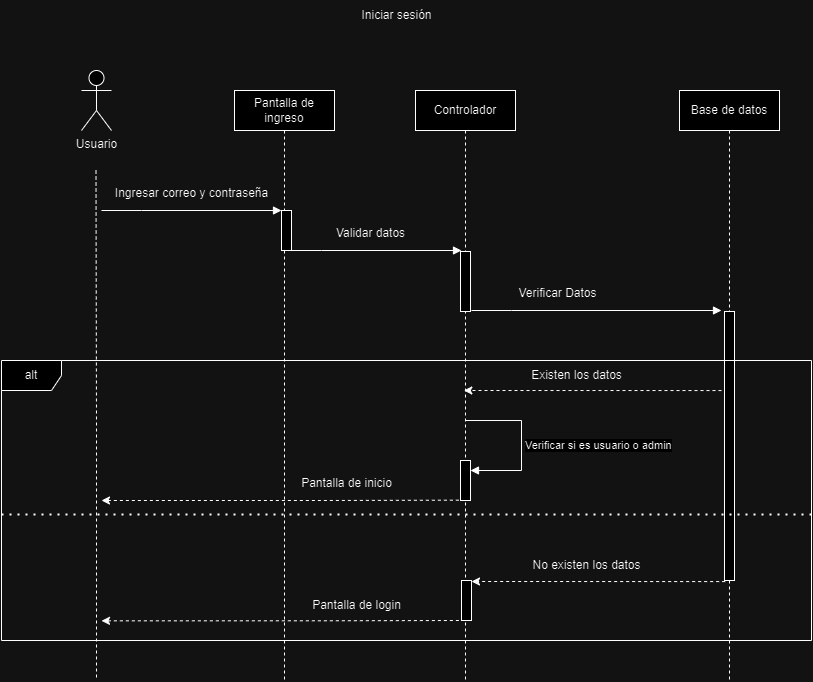 Iniciar sesión
Pantalla de
ingreso
Controlador
Base de datos
Usuario
Ingresar correo y contraseña
Validar datos
Verificar Datos
alt
Existen los datos
Verificar si es usuario o admin
Pantalla de inicio
No existen los datos
Pantalla de login